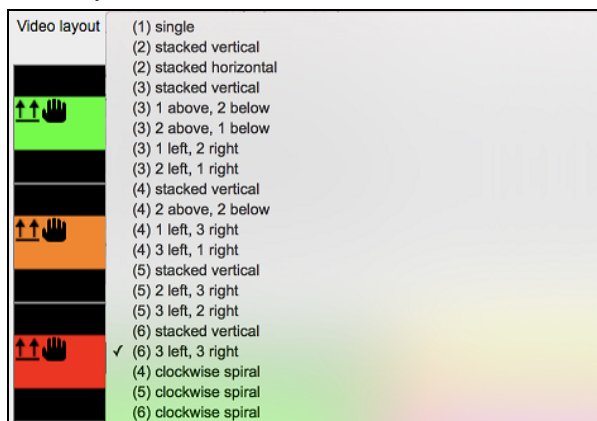 Video layout
(1) single
(2) stacked vertical
(2) stacked horizontal
(3) stacked vertical
(3) 1 above, 2 below
(3) 2 above, 1 below
(3) 1 left, 2 right
(3) 2 left, 1 right
(4) stacked vertical
(4) 2 above, 2 below
(4) 1 left, 3 right
(4) 3 left, 1 right
(5) stacked vertical
(5) 2 left, 3 right
(5) 3 left, 2 right
(6) stacked vertical
✓ (6) 3 left, 3 right
(4) clockwise spiral
(5) clockwise spiral
(6) clockwise spiral